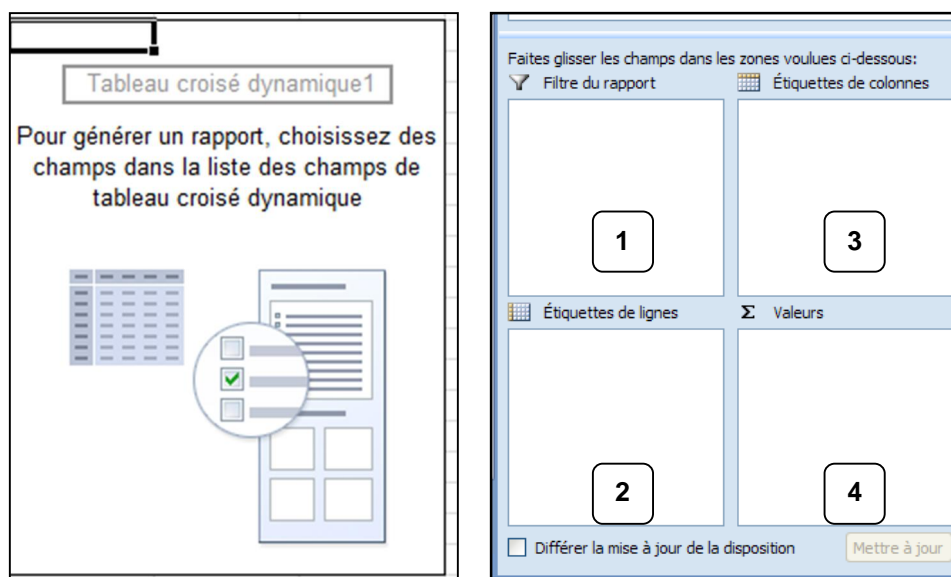 Tableau croisé dynamique1
Pour générer un rapport, choisissez des
champs dans la liste des champs de
tableau croisé dynamique
Faites glisser les champs dans les zones voulues ci-dessous:
Filtre du rapport
Étiquettes de colonnes
1
3
Étiquettes de lignes
Σ Valeurs
2
4
Différer la mise à jour de la disposition
Mettre à jour